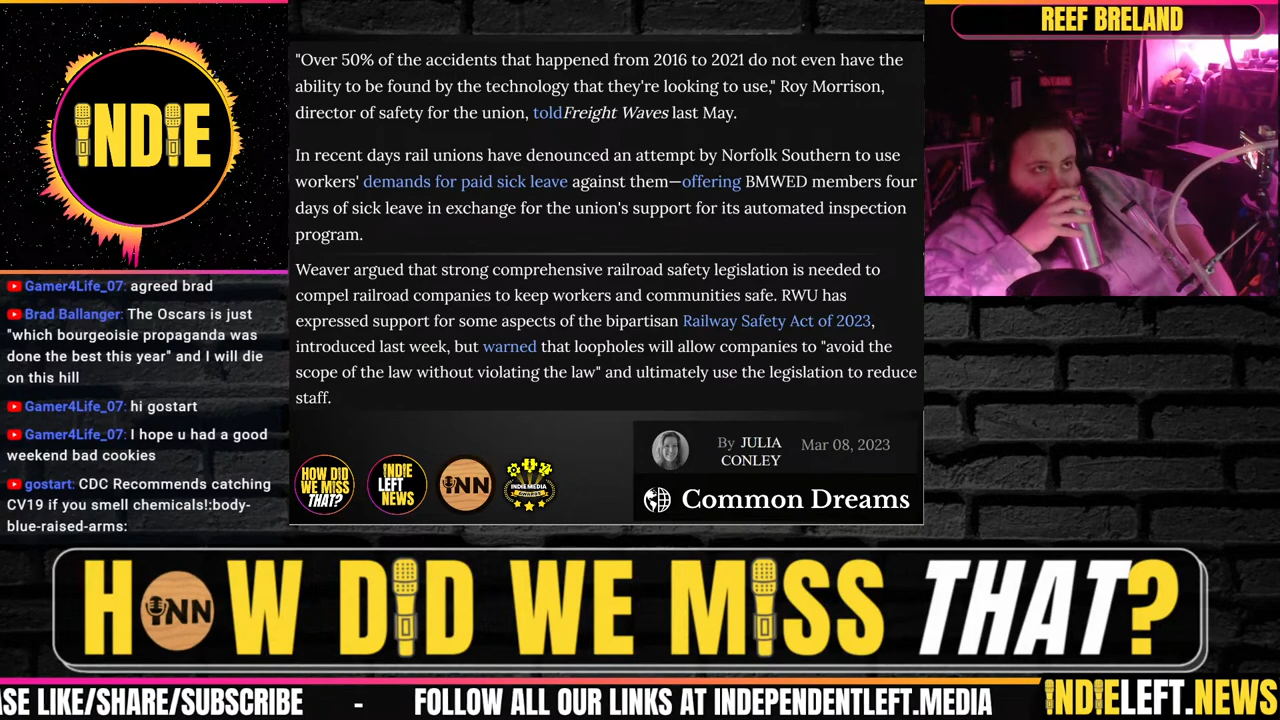 INDIE
REEF BRELAND
"Over 50% of the accidents that happened from 2016 to 2021 do not even have the
ability to be found by the technology that they're looking to use," Roy Morrison,
director of safety for the union, toldFreight Waves last May.
In recent days rail unions have denounced an attempt by Norfolk Southern to use
workers' demands for paid sick leave against them—offering BMWED members four
days of sick leave in exchange for the union's support for its automated inspection
program.
Weaver argued that strong comprehensive railroad safety legislation is needed to
compel railroad companies to keep workers and communities safe. RWU has
expressed support for some aspects of the bipartisan Railway Safety Act of 2023,
introduced last week, but warned that loopholes will allow companies to "avoid the
scope of the law without violating the law" and ultimately use the legislation to reduce
staff.
By JULIA
CONLEY
Mar 08, 2023
Common Dreams
HOW DID
WE MISS
THAT?
INDIE
LEFT
NEWS
INN
INDIE MEDIA
AWARDS
Gamer4Life_07: agreed brad
Brad Ballanger: The Oscars is just
"which bourgeoisie propaganda was
done the best this year" and I will die
on this hill
Gamer4Life_07: hi gostart
Gamer4Life_07: I hope u had a good
weekend bad cookies
gostart: CDC Recommends catching
CV19 if you smell chemicals!:body-
blue-raised-arms:
HOW DID WE MISS THAT?
INN
ASE LIKE/SHARE/SUBSCRIBE - FOLLOW ALL OUR LINKS AT INDEPENDENTLEFT.MEDIA
INDIELEFT.NEWS